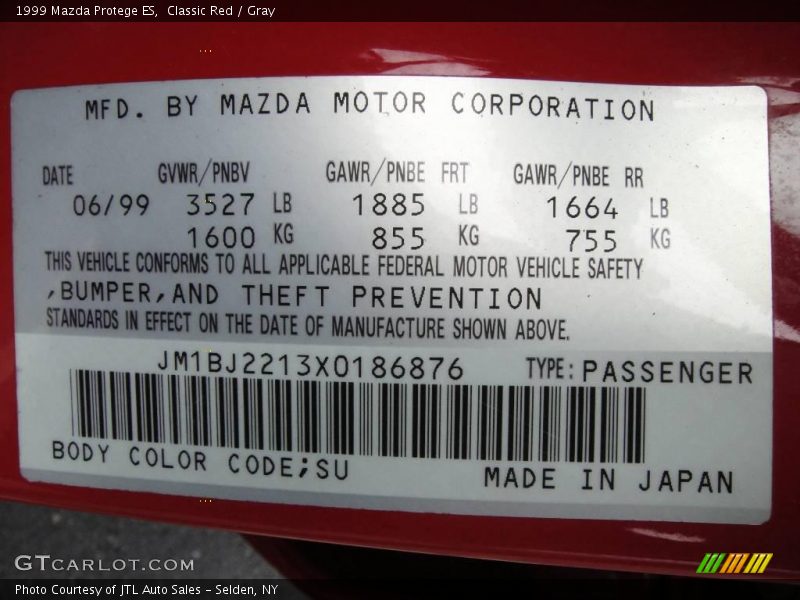 1999 Mazda Protege ES,  Classic Red / Gray
MFD. BY MAZDA MOTOR CORPORATION
DATE GVWR/PNBV GAWR/PNBE FRT GAWR/PNBE RR
06/99 3527 LB 1885 LB 1664 LB
1600 KG 855 KG 755 KG
THIS VEHICLE CONFORMS TO ALL APPLICABLE FEDERAL MOTOR VEHICLE SAFETY
,BUMPER,AND THEFT PREVENTION
STANDARDS IN EFFECT ON THE DATE OF MANUFACTURE SHOWN ABOVE.
JM1BJ2213X0186876 TYPE: PASSENGER
BODY COLOR CODE;SU MADE IN JAPAN
GTCARLOT.COM
Photo Courtesy of JTL Auto Sales - Selden, NY